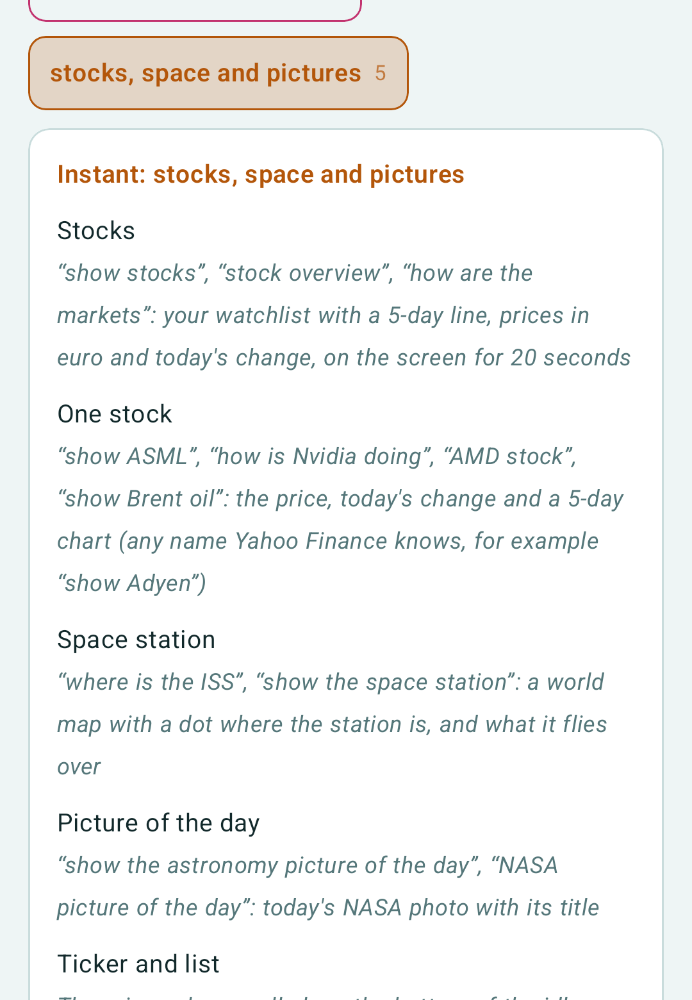 stocks, space and pictures 5
Instant: stocks, space and pictures
Stocks
“show stocks”, “stock overview”, “how are the
markets”: your watchlist with a 5-day line, prices in
euro and today's change, on the screen for 20 seconds
One stock
“show ASML”, “how is Nvidia doing”, “AMD stock”,
“show Brent oil”: the price, today's change and a 5-day
chart (any name Yahoo Finance knows, for example
“show Adyen”)
Space station
“where is the ISS”, “show the space station”: a world
map with a dot where the station is, and what it flies
over
Picture of the day
“show the astronomy picture of the day”, “NASA
picture of the day”: today's NASA photo with its title
Ticker and list